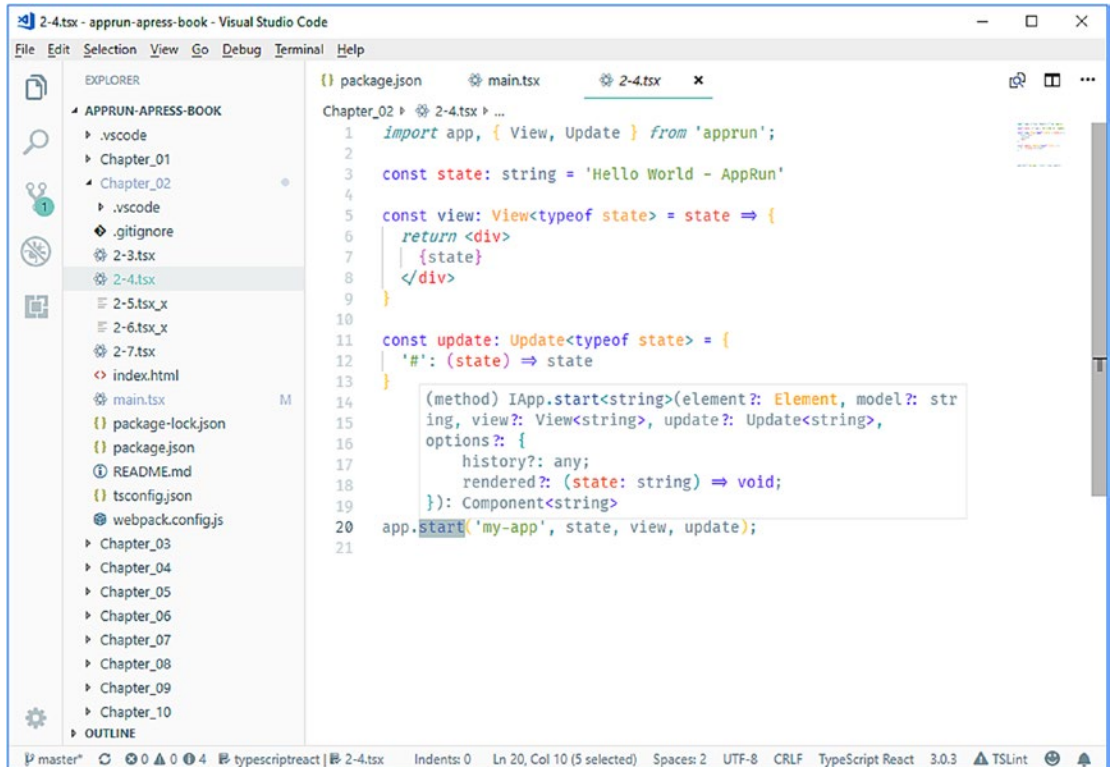 2-4.tsx - apprun-apress-book - Visual Studio Code
File Edit Selection View Go Debug Terminal Help
EXPLORER
APPRUN-APRESS-BOOK
.vscode
Chapter_01
Chapter_02
.vscode
.gitignore
2-3.tsx
2-4.tsx
2-5.tsx_x
2-6.tsx_x
2-7.tsx
index.html
main.tsx M
package-lock.json
package.json
README.md
tsconfig.json
webpack.config.js
Chapter_03
Chapter_04
Chapter_05
Chapter_06
Chapter_07
Chapter_08
Chapter_09
Chapter_10
OUTLINE
1
{} package.json main.tsx 2-4.tsx ×
Chapter_02 ▸ 2-4.tsx ▸ ...
1 import app, { View, Update } from 'apprun';
2
3 const state: string = 'Hello World - AppRun'
4
5 const view: View<typeof state> = state ⇒ {
6 return <div>
7 {state}
8 </div>
9 }
10
11 const update: Update<typeof state> = {
12 '#': (state) ⇒ state
13 }
14
15
16
17
18
19
(method) IApp.start<string>(element?: Element, model?: str
ing, view?: View<string>, update?: Update<string>,
options?: {
history?: any;
rendered?: (state: string) ⇒ void;
}): Component<string>
20 app.start('my-app', state, view, update);
21
master* 0 0 4 typescriptreact | 2-4.tsx Indents: 0 Ln 20, Col 10 (5 selected) Spaces: 2 UTF-8 CRLF TypeScript React 3.0.3 TSLint